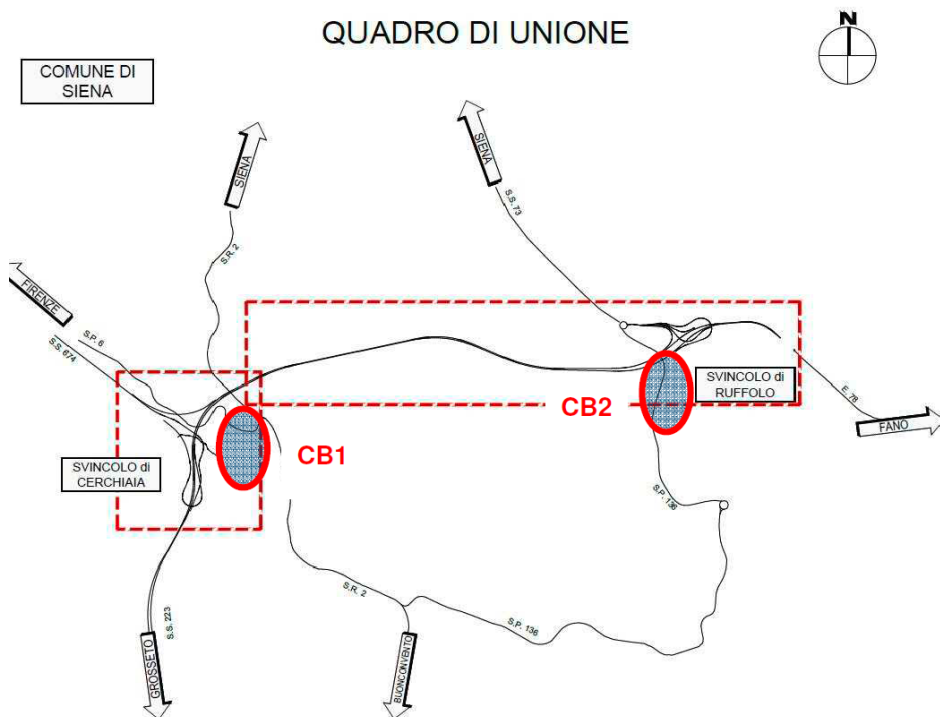 QUADRO DI UNIONE
N
COMUNE DI
SIENA
SIENA
SIENA
S.S. 73
S.R. 2
FIRENZE
S.P. 6
S.S. 674
SVINCOLO di
RUFFOLO
CB2
E. 78
FANO
CB1
SVINCOLO di
CERCHIAIA
S.P. 136
S.R. 2
S.P. 136
S.S. 223
GROSSETO
BUONCONVENTO